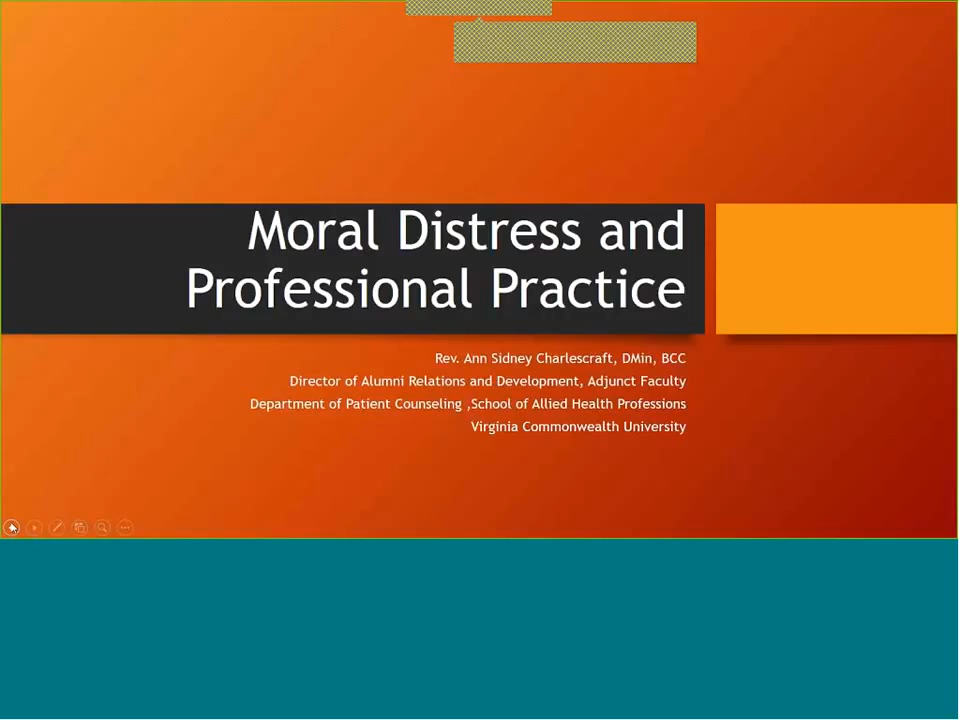 Moral Distress and
Professional Practice
Rev. Ann Sidney Charlescraft, DMin, BCC
Director of Alumni Relations and Development, Adjunct Faculty
Department of Patient Counseling ,School of Allied Health Professions
Virginia Commonwealth University